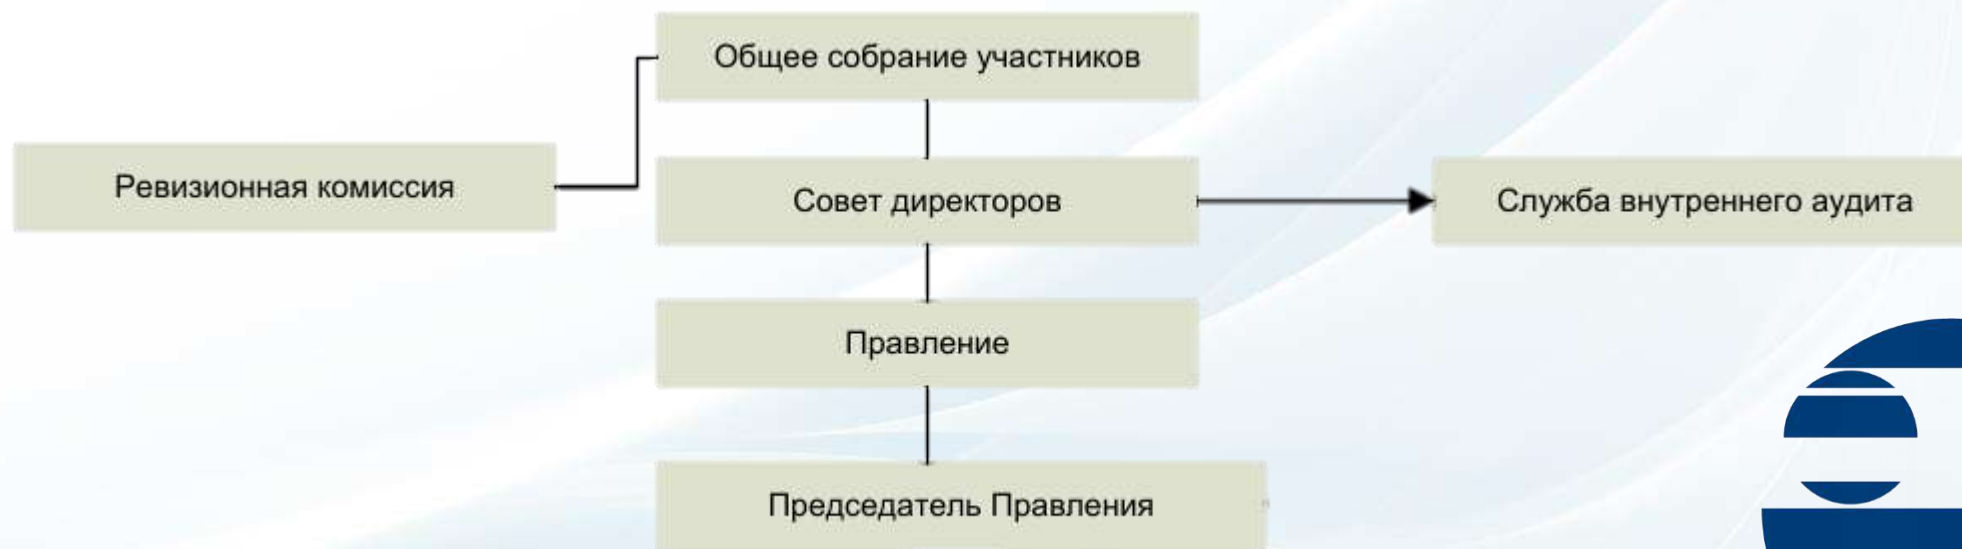 Общее собрание участников
Ревизионная комиссия
Совет директоров
Служба внутреннего аудита
Правление
Председатель Правления